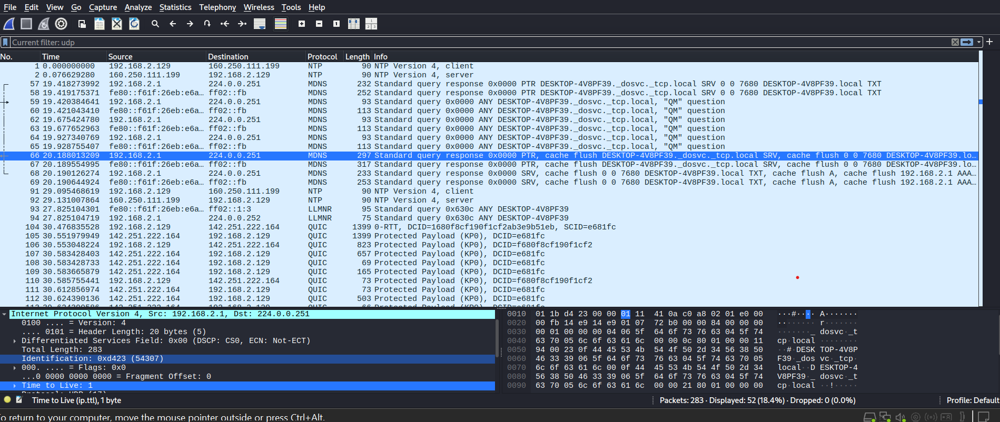 File Edit View Go Capture Analyze Statistics Telephony Wireless Tools Help
Current filter: udp
No. Time Source Destination Protocol Length Info
1 0.000000000 192.168.2.129 160.250.111.199 NTP 90 NTP Version 4, client
2 0.076629280 160.250.111.199 192.168.2.129 NTP 90 NTP Version 4, server
57 19.418273992 192.168.2.1 224.0.0.251 MDNS 232 Standard query response 0x0000 PTR DESKTOP-4V8PF39._dosvc._tcp.local SRV 0 0 7680 DESKTOP-4V8PF39.local TXT
58 19.419175371 fe80::f61f:26eb:e6a… ff02::fb MDNS 252 Standard query response 0x0000 PTR DESKTOP-4V8PF39._dosvc._tcp.local SRV 0 0 7680 DESKTOP-4V8PF39.local TXT
59 19.420384641 192.168.2.1 224.0.0.251 MDNS 93 Standard query 0x0000 ANY DESKTOP-4V8PF39._dosvc._tcp.local, "QM" question
60 19.421043410 fe80::f61f:26eb:e6a… ff02::fb MDNS 113 Standard query 0x0000 ANY DESKTOP-4V8PF39._dosvc._tcp.local, "QM" question
62 19.675424780 192.168.2.1 224.0.0.251 MDNS 93 Standard query 0x0000 ANY DESKTOP-4V8PF39._dosvc._tcp.local, "QM" question
63 19.677652963 fe80::f61f:26eb:e6a… ff02::fb MDNS 113 Standard query 0x0000 ANY DESKTOP-4V8PF39._dosvc._tcp.local, "QM" question
64 19.927340769 192.168.2.1 224.0.0.251 MDNS 93 Standard query 0x0000 ANY DESKTOP-4V8PF39._dosvc._tcp.local, "QM" question
65 19.928755407 fe80::f61f:26eb:e6a… ff02::fb MDNS 113 Standard query 0x0000 ANY DESKTOP-4V8PF39._dosvc._tcp.local, "QM" question
66 20.188013209 192.168.2.1 224.0.0.251 MDNS 297 Standard query response 0x0000 PTR, cache flush DESKTOP-4V8PF39._dosvc._tcp.local SRV, cache flush 0 0 7680 DESKTOP-4V8PF39.lo…
67 20.189554995 fe80::f61f:26eb:e6a… ff02::fb MDNS 317 Standard query response 0x0000 PTR, cache flush DESKTOP-4V8PF39._dosvc._tcp.local SRV, cache flush 0 0 7680 DESKTOP-4V8PF39.lo…
68 20.190126274 192.168.2.1 224.0.0.251 MDNS 233 Standard query response 0x0000 SRV, cache flush 0 0 7680 DESKTOP-4V8PF39.local TXT, cache flush A, cache flush 192.168.2.1 AAA…
69 20.190644924 fe80::f61f:26eb:e6a… ff02::fb MDNS 253 Standard query response 0x0000 SRV, cache flush 0 0 7680 DESKTOP-4V8PF39.local TXT, cache flush A, cache flush 192.168.2.1 AAA…
91 29.095468619 192.168.2.129 160.250.111.199 NTP 90 NTP Version 4, client
92 29.131007864 160.250.111.199 192.168.2.129 NTP 90 NTP Version 4, server
93 27.825104301 fe80::f61f:26eb:e6a… ff02::1:3 LLMNR 95 Standard query 0x630c ANY DESKTOP-4V8PF39
94 27.825104719 192.168.2.1 224.0.0.252 LLMNR 75 Standard query 0x630c ANY DESKTOP-4V8PF39
104 30.476835528 192.168.2.129 142.251.222.164 QUIC 1399 0-RTT, DCID=1680f8cf190f1cf2ab3e9b51eb, SCID=e681fc
105 30.551979949 142.251.222.164 192.168.2.129 QUIC 1399 Protected Payload (KP0), DCID=e681fc
106 30.553048224 192.168.2.129 142.251.222.164 QUIC 823 Protected Payload (KP0), DCID=f680f8cf190f1cf2
107 30.583428403 142.251.222.164 192.168.2.129 QUIC 657 Protected Payload (KP0), DCID=e681fc
108 30.583428733 142.251.222.164 192.168.2.129 QUIC 69 Protected Payload (KP0), DCID=e681fc
109 30.583665879 142.251.222.164 192.168.2.129 QUIC 165 Protected Payload (KP0), DCID=e681fc
110 30.585755441 192.168.2.129 142.251.222.164 QUIC 73 Protected Payload (KP0), DCID=f680f8cf190f1cf2
111 30.612856974 142.251.222.164 192.168.2.129 QUIC 73 Protected Payload (KP0), DCID=e681fc
112 30.624390136 142.251.222.164 192.168.2.129 QUIC 503 Protected Payload (KP0), DCID=e681fc
Internet Protocol Version 4, Src: 192.168.2.1, Dst: 224.0.0.251
0100 .... = Version: 4
.... 0101 = Header Length: 20 bytes (5)
Differentiated Services Field: 0x00 (DSCP: CS0, ECN: Not-ECT)
Total Length: 283
Identification: 0xd423 (54307)
000. .... = Flags: 0x0
...0 0000 0000 0000 = Fragment Offset: 0
Time to Live: 1
0010 01 1b d4 23 00 00 01 11 41 0a c0 a8 02 01 e0 00 ···#···· A·······
0020 00 fb 14 e9 14 e9 01 07 72 b0 00 00 84 00 00 00 ········ r·······
0030 00 01 00 00 00 04 06 5f 64 6f 73 76 63 04 5f 74 ·······_ dosvc·_t
0040 63 70 05 6c 6f 63 61 6c 00 00 0c 80 01 00 00 11 cp·local ········
0050 94 00 23 0f 44 45 53 4b 54 4f 50 2d 34 56 38 50 ··#·DESK TOP-4V8P
0060 46 33 39 06 5f 64 6f 73 76 63 04 5f 74 63 70 05 F39·_dos vc·_tcp·
0070 6c 6f 63 61 6c 00 0f 44 45 53 4b 54 4f 50 2d 34 local··D ESKTOP-4
0080 56 38 50 46 33 39 06 5f 64 6f 73 76 63 04 5f 74 V8PF39·_ dosvc·_t
0090 63 70 05 6c 6f 63 61 6c 00 00 21 80 01 00 00 00 cp·local ··!·····
Time to Live (ip.ttl), 1 byte
Packets: 283 · Displayed: 52 (18.4%) · Dropped: 0 (0.0%)
Profile: Default
o return to your computer, move the mouse pointer outside or press Ctrl+Alt.